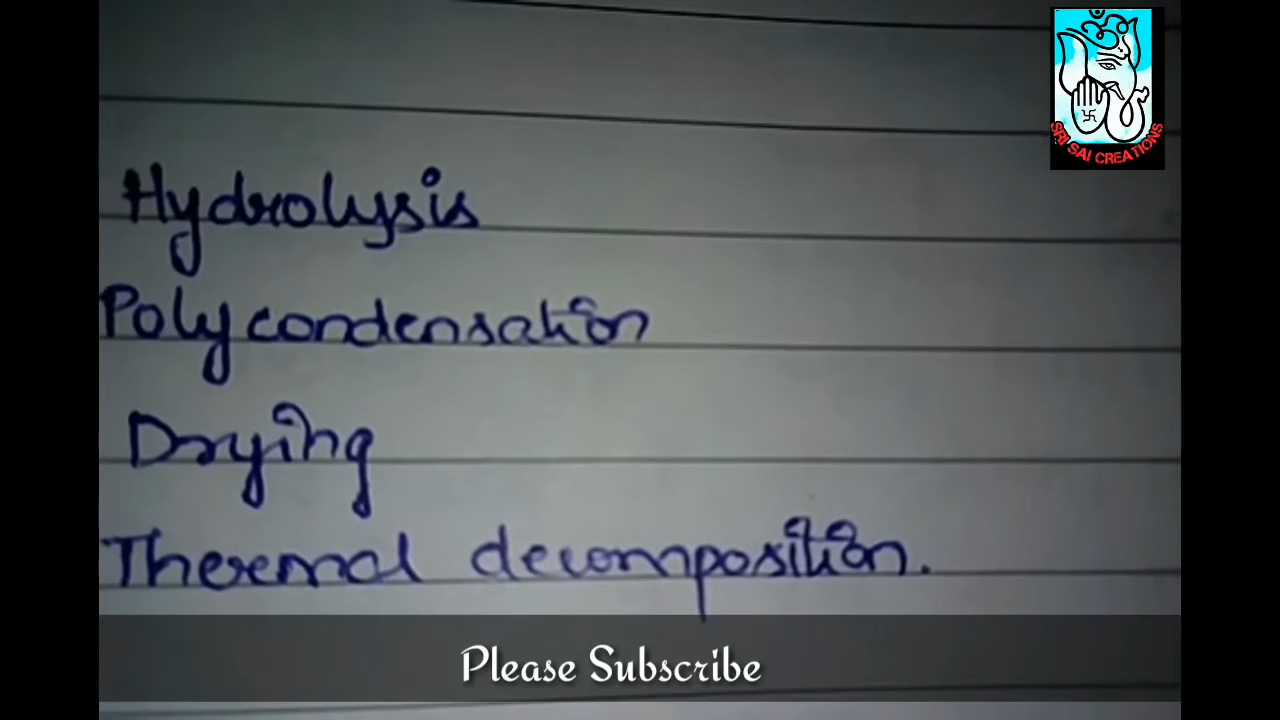 SRI SAI CREATIONS
Hydrolysis
Polycondensation
Drying
Thermal decomposition.
Please Subscribe